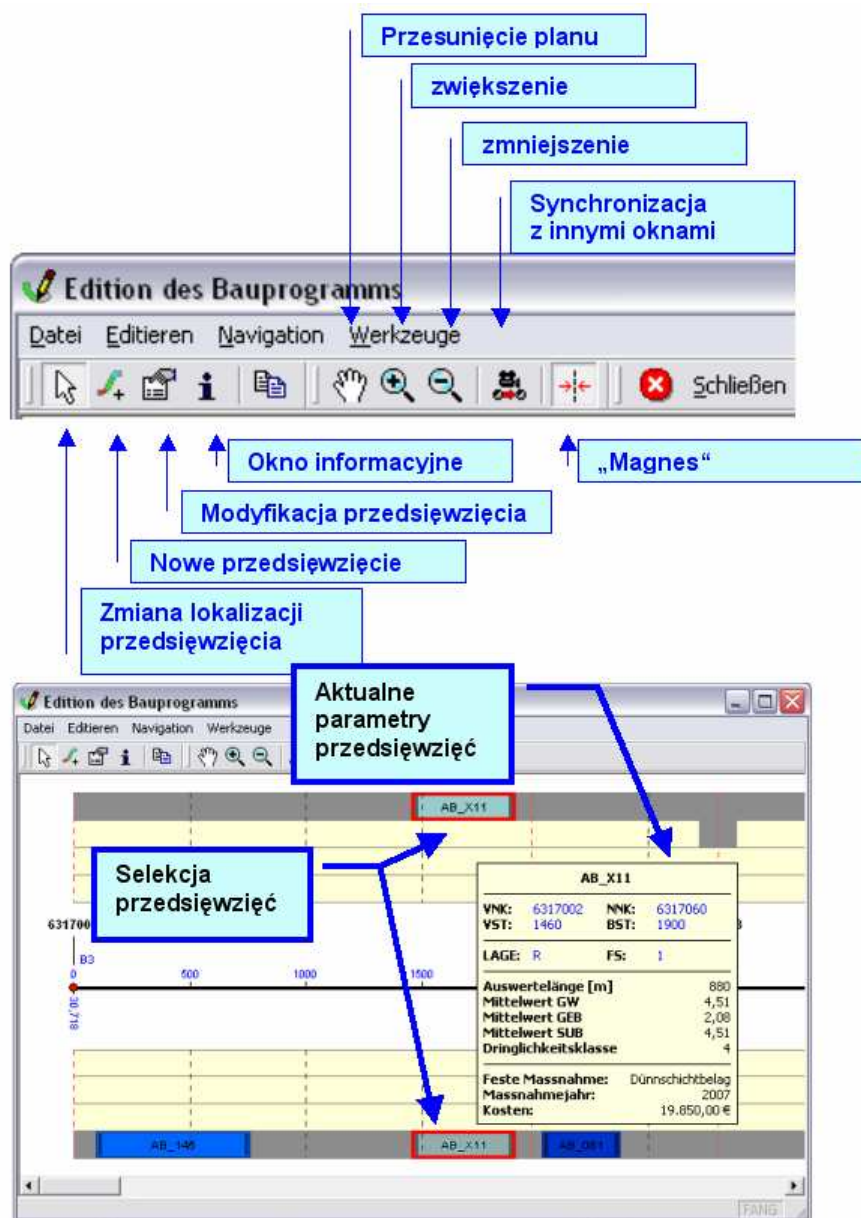 Przesunięcie planu
zwiększenie
zmniejszenie
Synchronizacja
z innymi oknami
Edition des Bauprogramms
Datei Editieren Navigation Werkzeuge
Schließen
Okno informacyjne
„Magnes“
Modyfikacja przedsięwzięcia
Nowe przedsięwzięcie
Zmiana lokalizacji
przedsięwzięcia
Aktualne
parametry
przedsięwzięć
Edition des Bauprogramms
Datei Editieren Navigation Werkzeuge
AB_X11
Selekcja
przedsięwzięć
AB_X11
VNK: 6317002 NNK: 6317060
VST: 1460 BST: 1900
LAGE: R FS: 1
Auswertelänge [m] 880
Mittelwert GW 4,51
Mittelwert GEB 2,08
Mittelwert SUB 4,51
Dringlichkeitsklasse 4
Feste Massnahme: Dünnschichtbelag
Massnahmejahr: 2007
Kosten: 19.850,00 €
B3
0 500 1000 1500
30,718
AB_146 AB_X11 AB_081
FANG